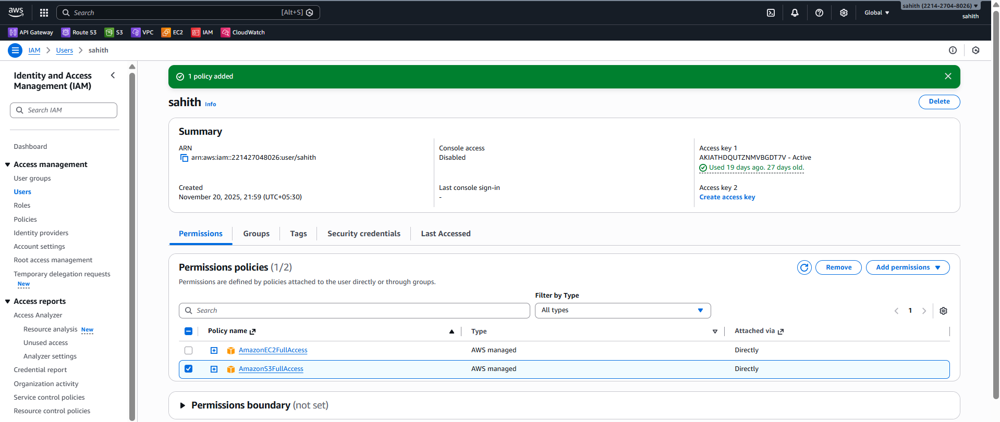 aws
Search [Alt+S]
Global
sahith (2214-2704-8026)
sahith
API Gateway Route 53 S3 VPC EC2 IAM CloudWatch
IAM Users sahith
Identity and Access Management (IAM)
Search IAM
Dashboard
Access management
User groups
Users
Roles
Policies
Identity providers
Account settings
Root access management
Temporary delegation requests
New
Access reports
Access Analyzer
Resource analysis New
Unused access
Analyzer settings
Credential report
Organization activity
Service control policies
Resource control policies
1 policy added
sahith Info
Delete
Summary
ARN
arn:aws:iam::221427048026:user/sahith
Created
November 20, 2025, 21:59 (UTC+05:30)
Console access
Disabled
Last console sign-in
-
Access key 1
AKIATHDQUTZNMVBGDT7V - Active
Used 19 days ago. 27 days old.
Access key 2
Create access key
Permissions Groups Tags Security credentials Last Accessed
Permissions policies (1/2)
Remove Add permissions
Permissions are defined by policies attached to the user directly or through groups.
Filter by Type
Search
All types
1
Policy name Type Attached via
AmazonEC2FullAccess AWS managed Directly
AmazonS3FullAccess AWS managed Directly
Permissions boundary (not set)